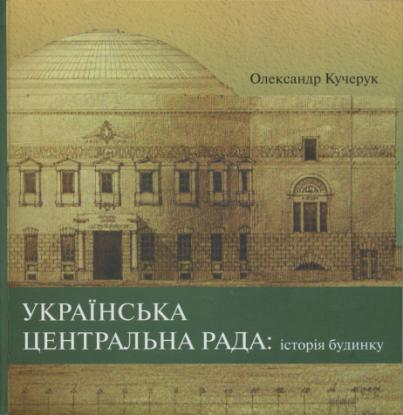 Олександр Кучерук
УКРАЇНСЬКА
ЦЕНТРАЛЬНА РАДА: історія будинку